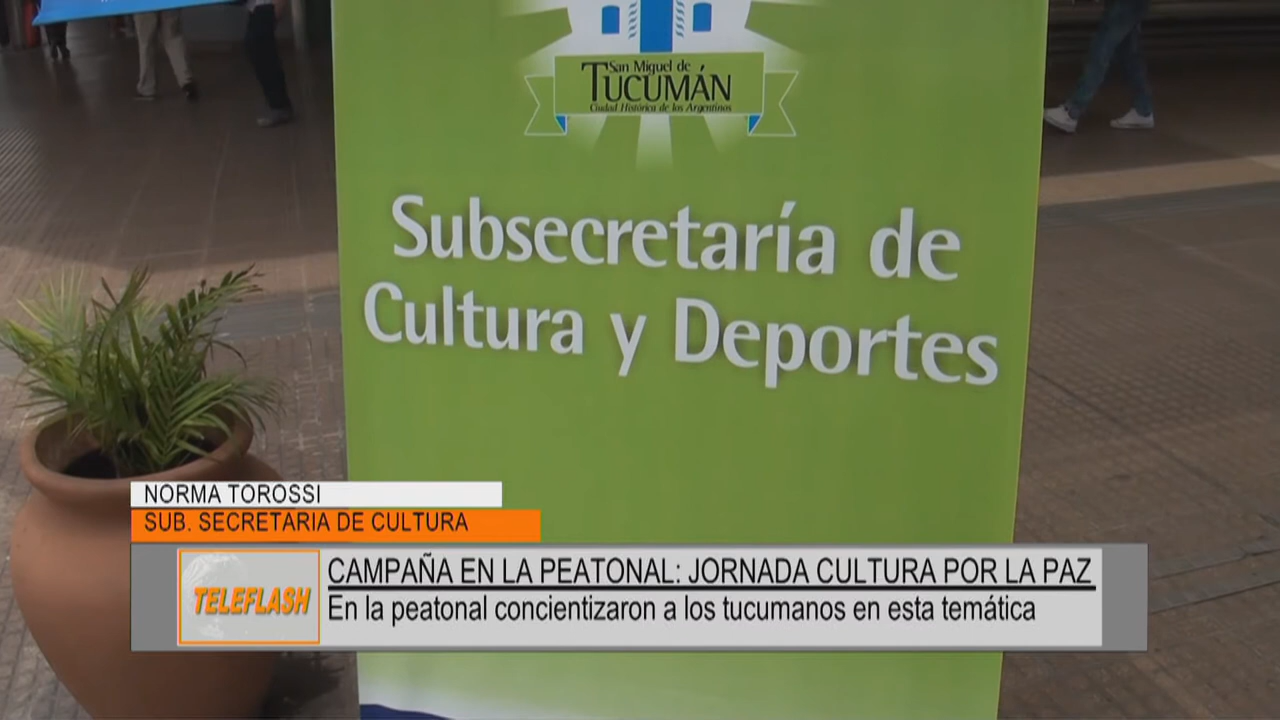 San Miguel de
TUCUMÁN
Ciudad Histórica de los Argentinos
Subsecretaría de
Cultura y Deportes
NORMA TOROSSI
SUB. SECRETARIA DE CULTURA
TELEFLASH
CAMPAÑA EN LA PEATONAL: JORNADA CULTURA POR LA PAZ
En la peatonal concientizaron a los tucumanos en esta temática